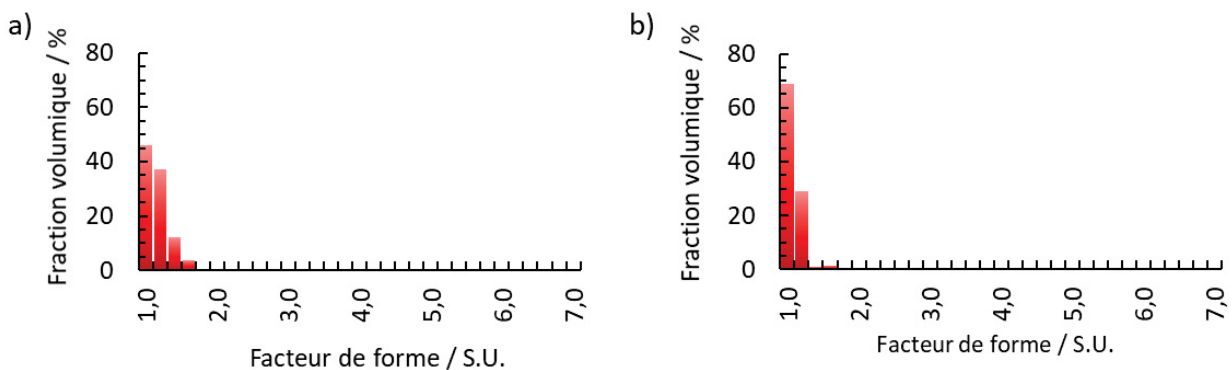 a)
Fraction volumique / %
80
60
40
20
0
1,0 2,0 3,0 4,0 5,0 6,0 7,0
Facteur de forme / S.U.
b)
Fraction volumique / %
80
60
40
20
0
1,0 2,0 3,0 4,0 5,0 6,0 7,0
Facteur de forme / S.U.